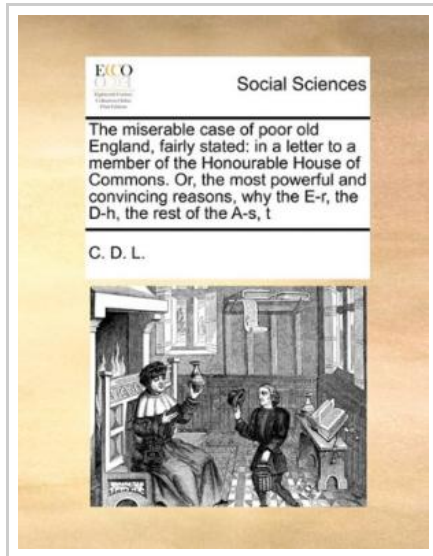 ECCO
Social Sciences
The miserable case of poor old
England, fairly stated: in a letter to a
member of the Honourable House of
Commons. Or, the most powerful and
convincing reasons, why the E-r, the
D-h, the rest of the A-s, t
C. D. L.